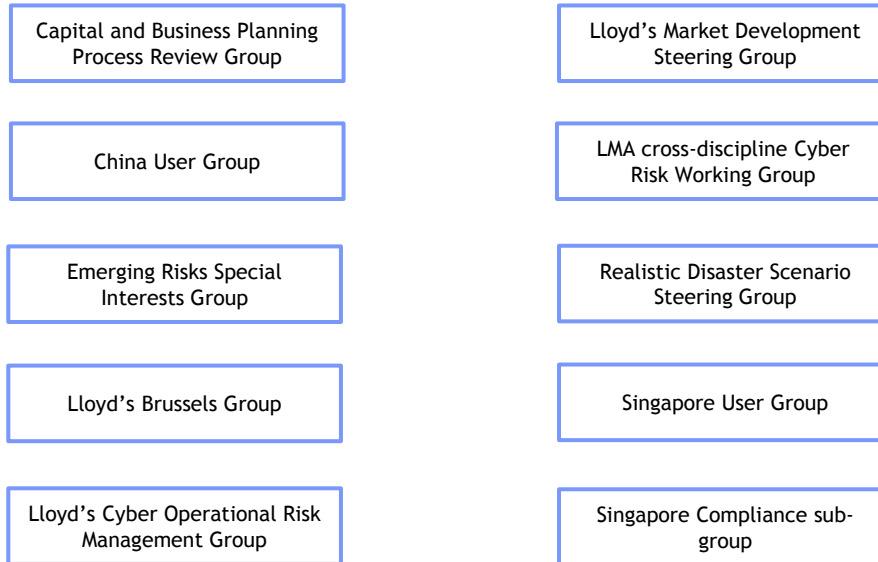 Capital and Business Planning
Process Review Group
China User Group
Emerging Risks Special
Interests Group
Lloyd’s Brussels Group
Lloyd’s Cyber Operational Risk
Management Group
Lloyd’s Market Development
Steering Group
LMA cross-discipline Cyber
Risk Working Group
Realistic Disaster Scenario
Steering Group
Singapore User Group
Singapore Compliance sub-
group